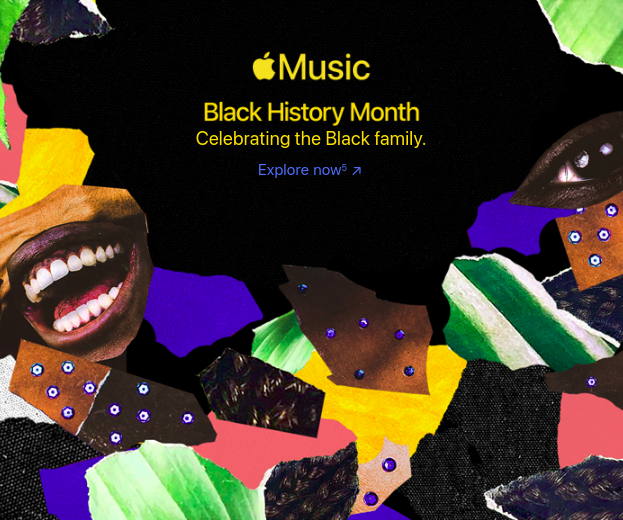 Music
Black History Month
Celebrating the Black family.
Explore now⁵ ↗